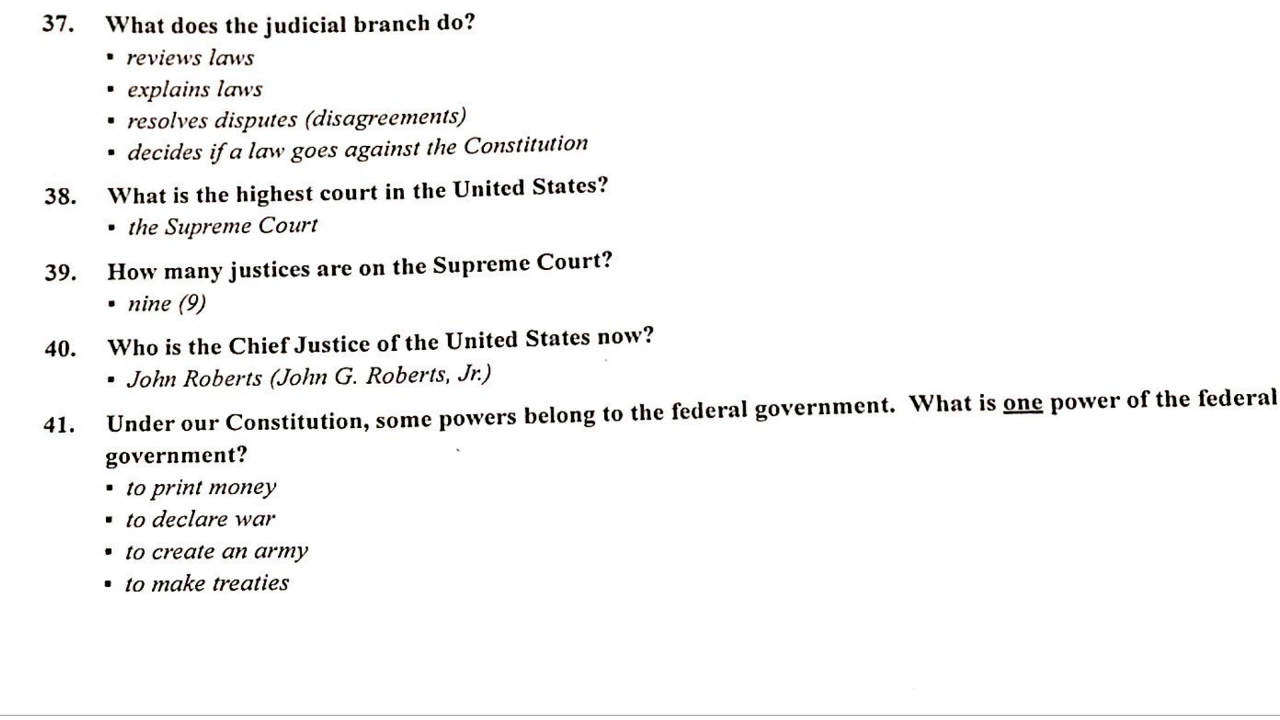 37. What does the judicial branch do?
▪ reviews laws
▪ explains laws
▪ resolves disputes (disagreements)
▪ decides if a law goes against the Constitution
38. What is the highest court in the United States?
▪ the Supreme Court
39. How many justices are on the Supreme Court?
▪ nine (9)
40. Who is the Chief Justice of the United States now?
▪ John Roberts (John G. Roberts, Jr.)
41. Under our Constitution, some powers belong to the federal government. What is one power of the federal
government?
▪ to print money
▪ to declare war
▪ to create an army
▪ to make treaties